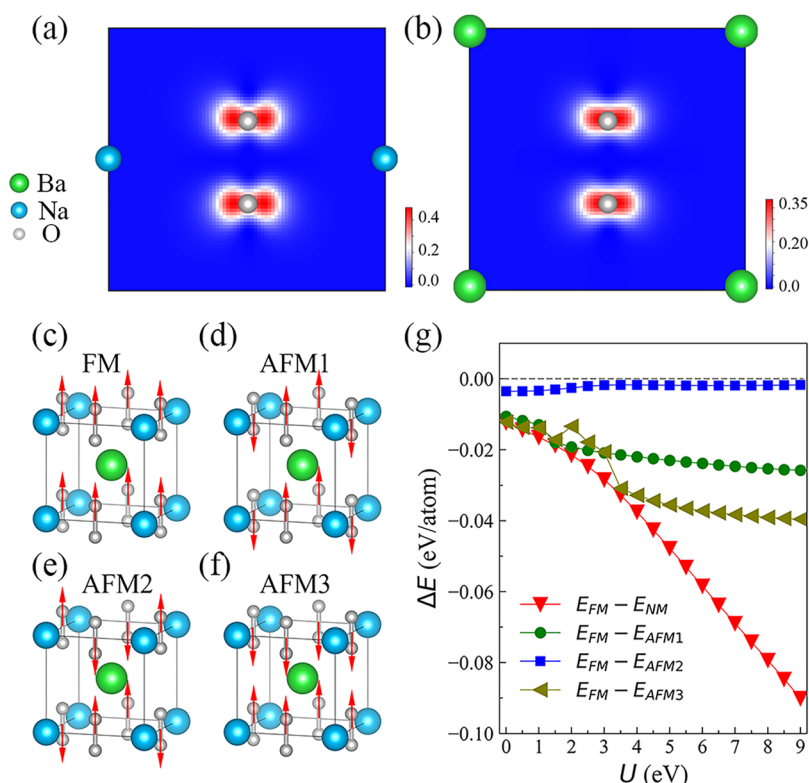 (a)
(b)
Ba
Na
O
0.4
0.2
0.0
0.35
0.20
0.0
(c)
FM
(d)
AFM1
(e)
AFM2
(f)
AFM3
(g)
0.00
−0.02
−0.04
−0.06
−0.08
−0.10
ΔE (eV/atom)
E_FM − E_NM
E_FM − E_AFM1
E_FM − E_AFM2
E_FM − E_AFM3
0 1 2 3 4 5 6 7 8 9
U (eV)